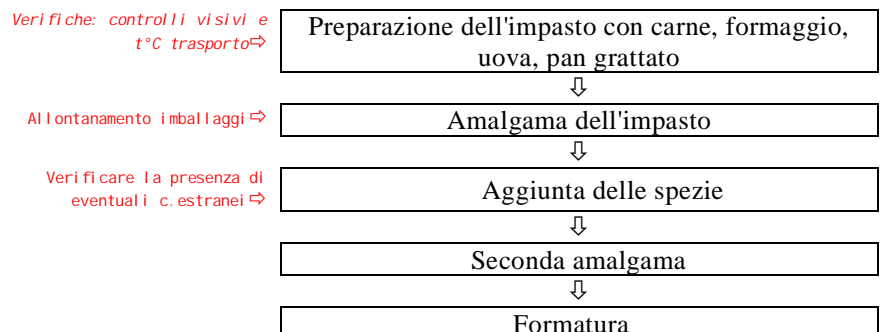 Verifiche: controlli visivi e
t°C trasporto⇨
Preparazione dell'impasto con carne, formaggio,
uova, pan grattato
⇩
Allontanamento imballaggi⇨
Amalgama dell'impasto
⇩
Verificare la presenza di
eventuali c.estranei⇨
Aggiunta delle spezie
⇩
Seconda amalgama
⇩
Formatura